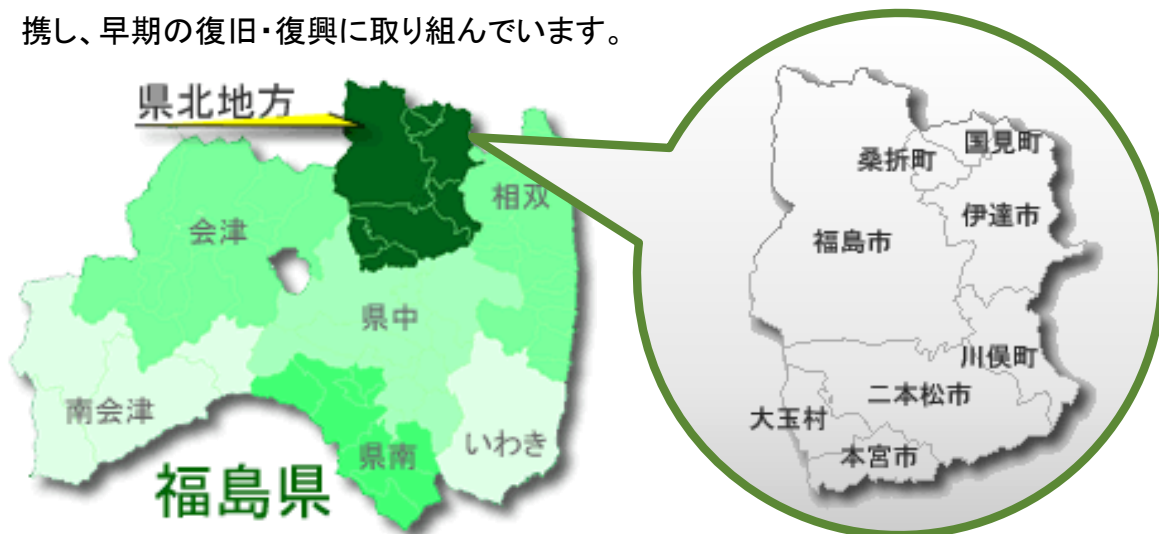 携し、早期の復旧・復興に取り組んでいます。
県北地方
会津
相双
県中
南会津
県南
いわき
福島県
国見町
桑折町
伊達市
福島市
川俣町
二本松市
大玉村
本宮市